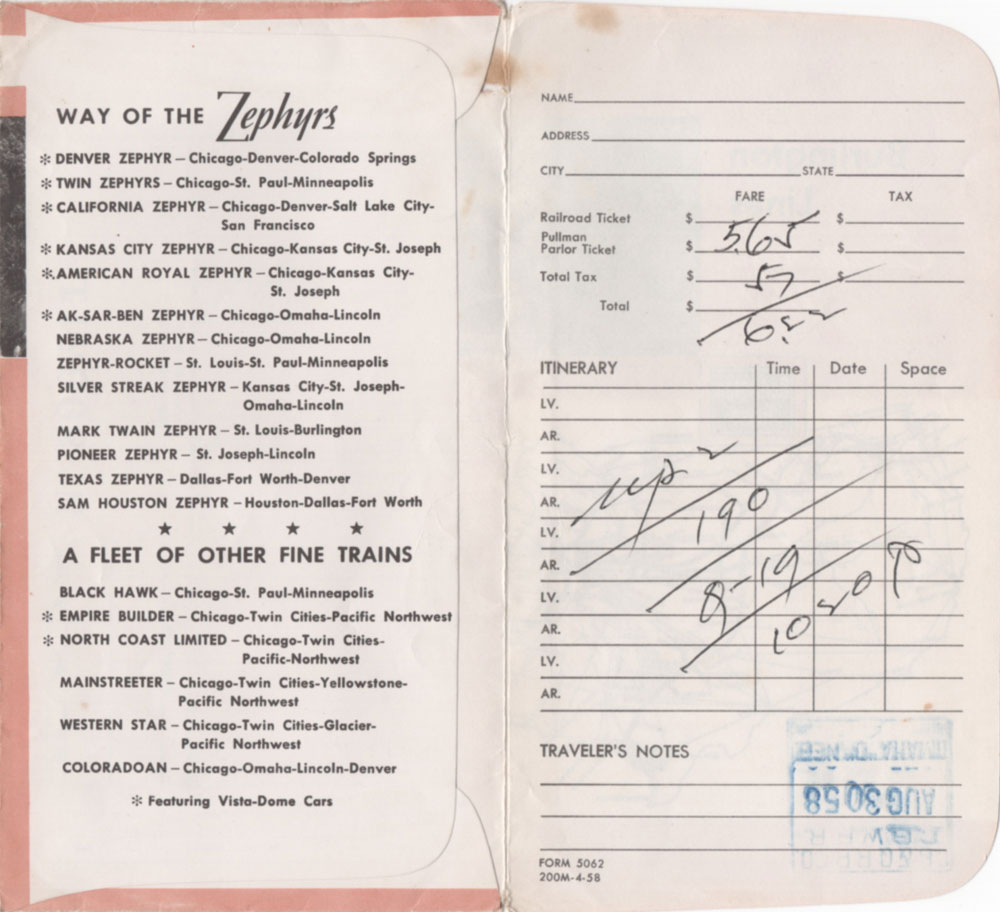 WAY OF THE Zephyrs
* DENVER ZEPHYR – Chicago-Denver-Colorado Springs
* TWIN ZEPHYRS – Chicago-St. Paul-Minneapolis
* CALIFORNIA ZEPHYR – Chicago-Denver-Salt Lake City-
San Francisco
* KANSAS CITY ZEPHYR – Chicago-Kansas City-St. Joseph
* AMERICAN ROYAL ZEPHYR – Chicago-Kansas City-
St. Joseph
* AK-SAR-BEN ZEPHYR – Chicago-Omaha-Lincoln
NEBRASKA ZEPHYR – Chicago-Omaha-Lincoln
ZEPHYR-ROCKET – St. Louis-St. Paul-Minneapolis
SILVER STREAK ZEPHYR – Kansas City-St. Joseph-
Omaha-Lincoln
MARK TWAIN ZEPHYR – St. Louis-Burlington
PIONEER ZEPHYR – St. Joseph-Lincoln
TEXAS ZEPHYR – Dallas-Fort Worth-Denver
SAM HOUSTON ZEPHYR – Houston-Dallas-Fort Worth
A FLEET OF OTHER FINE TRAINS
BLACK HAWK – Chicago-St. Paul-Minneapolis
* EMPIRE BUILDER – Chicago-Twin Cities-Pacific Northwest
* NORTH COAST LIMITED – Chicago-Twin Cities-
Pacific-Northwest
MAINSTREETER – Chicago-Twin Cities-Yellowstone-
Pacific Northwest
WESTERN STAR – Chicago-Twin Cities-Glacier-
Pacific Northwest
COLORADOAN – Chicago-Omaha-Lincoln-Denver
* Featuring Vista-Dome Cars
NAME
ADDRESS
CITY STATE
FARE TAX
Railroad Ticket $ $
Pullman
Parlor Ticket $ 5.65 $
Total Tax $ 57 $
Total $ 6.22
ITINERARY Time Date Space
LV.
AR.
LV.
AR.
190
LV.
AR.
8-19
LV.
AR.
LV.
AR.
TRAVELER'S NOTES
AUG 30 58
FORM 5062
200M-4-58